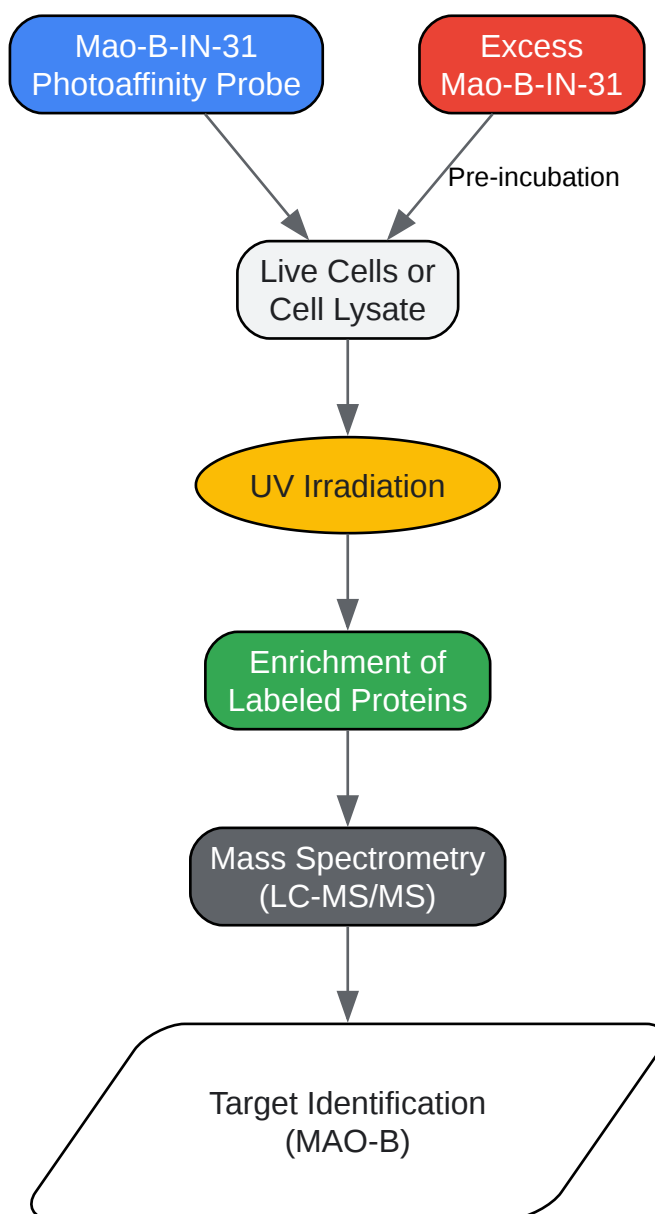 Mao-B-IN-31
Photoaffinity Probe
Excess
Mao-B-IN-31
Pre-incubation
Live Cells or
Cell Lysate
UV Irradiation
Enrichment of
Labeled Proteins
Mass Spectrometry
(LC-MS/MS)
Target Identification
(MAO-B)